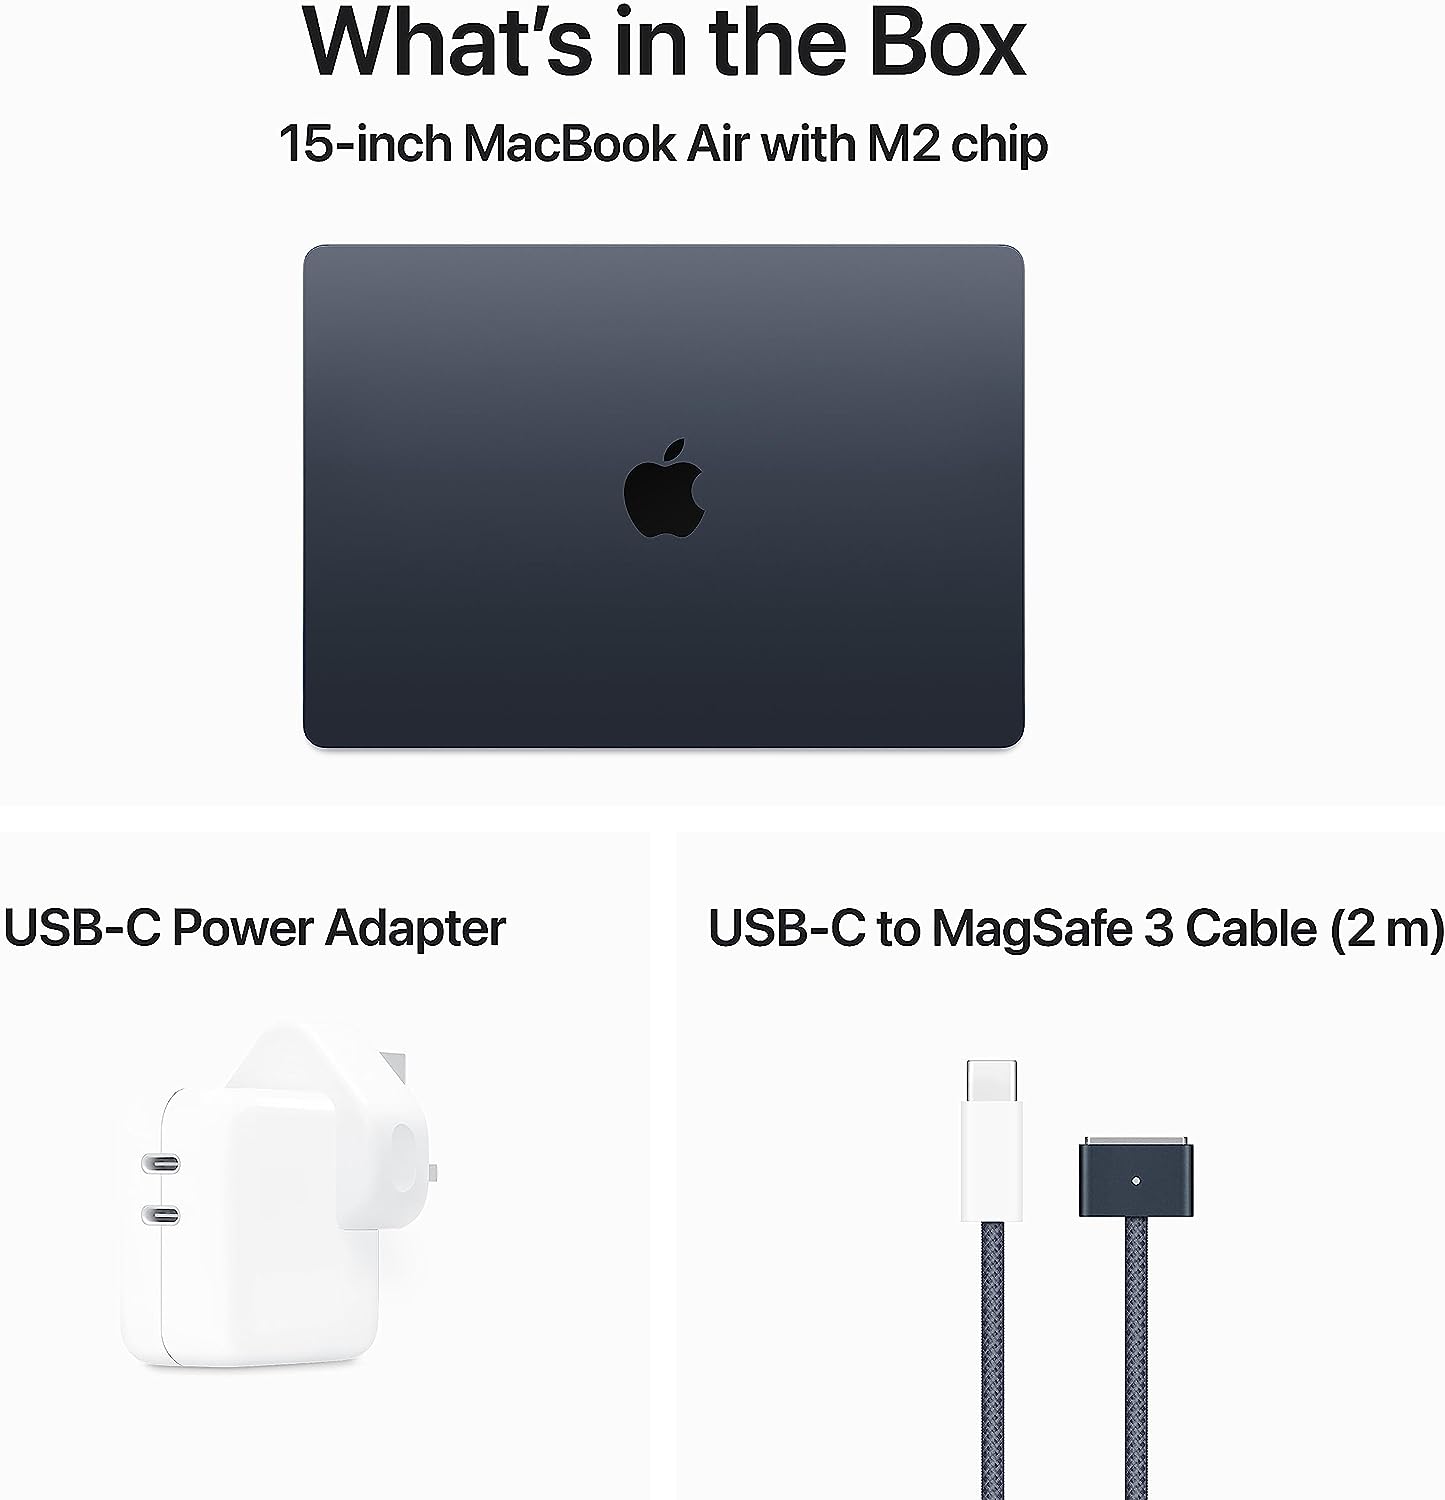 What’s in the Box
15-inch MacBook Air with M2 chip
USB-C Power Adapter
USB-C to MagSafe 3 Cable (2 m)